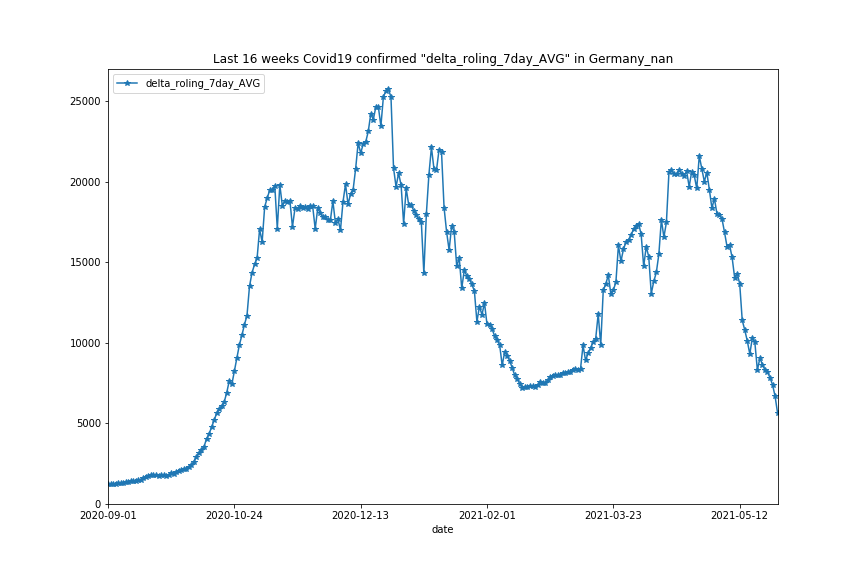 Last 16 weeks Covid19 confirmed "delta_roling_7day_AVG" in Germany_nan
delta_roling_7day_AVG
25000
20000
15000
10000
5000
0
2020-09-01 2020-10-24 2020-12-13 2021-02-01 2021-03-23 2021-05-12
date